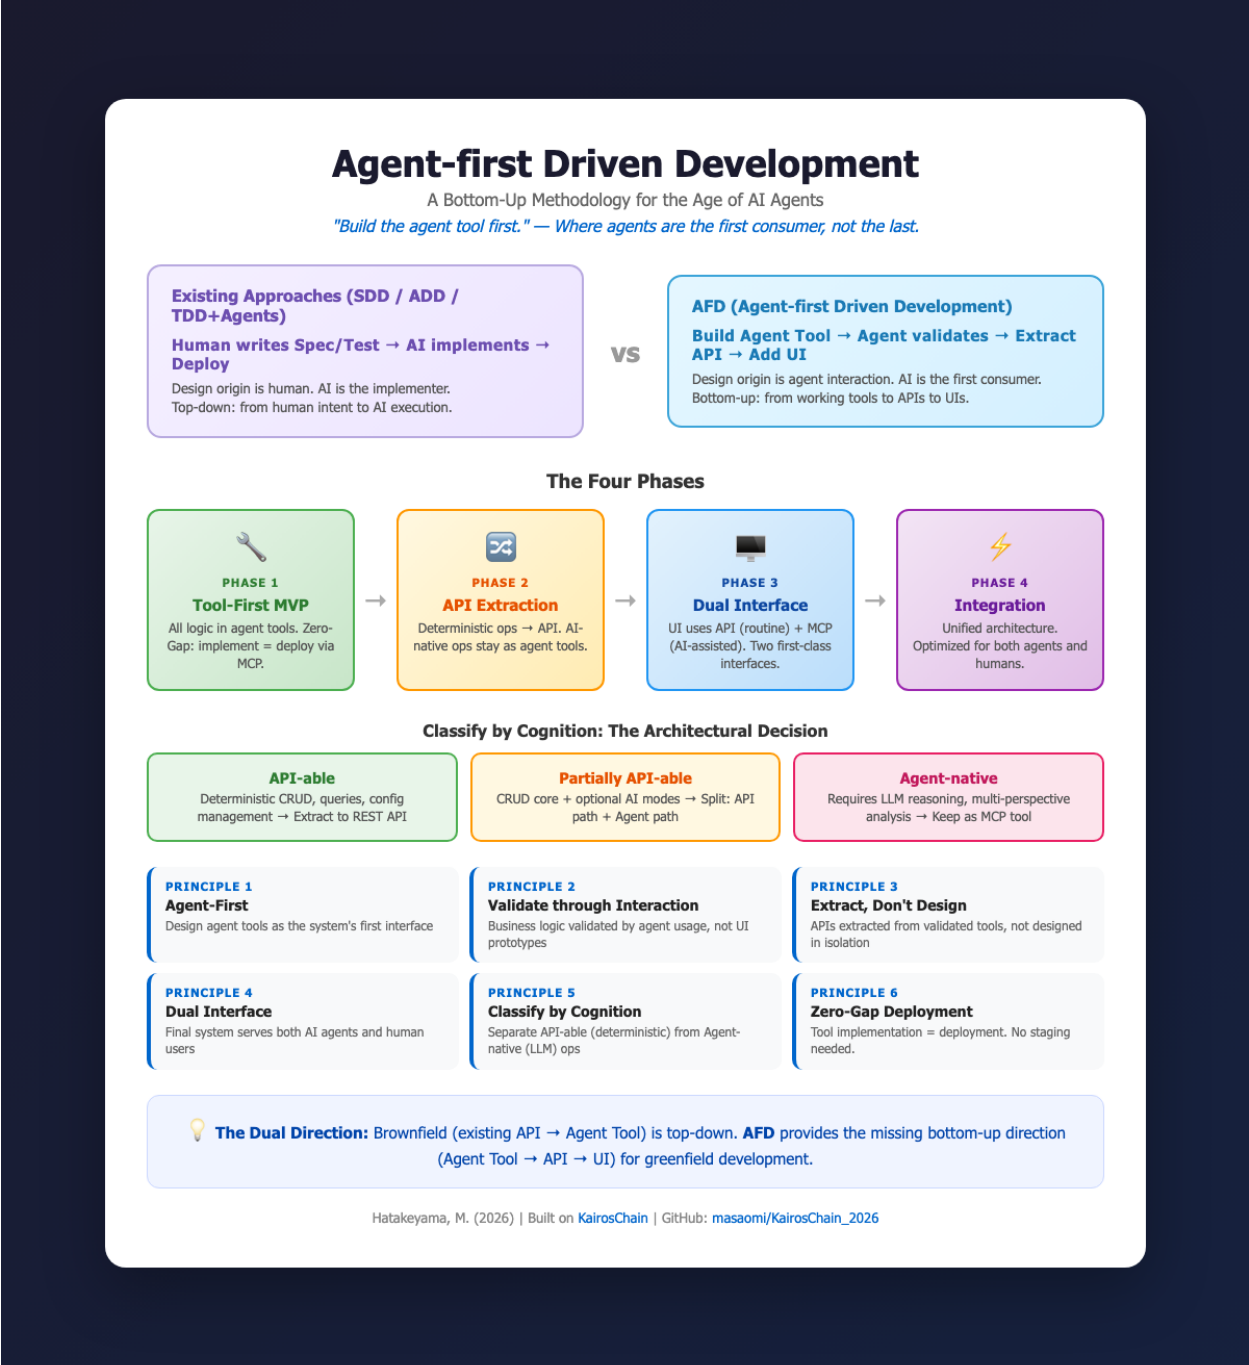 Agent-first Driven Development
A Bottom-Up Methodology for the Age of AI Agents
"Build the agent tool first." — Where agents are the first consumer, not the last.
Existing Approaches (SDD / ADD /
TDD+Agents)
Human writes Spec/Test → AI implements →
Deploy
Design origin is human. AI is the implementer.
Top-down: from human intent to AI execution.
vs
AFD (Agent-first Driven Development)
Build Agent Tool → Agent validates → Extract
API → Add UI
Design origin is agent interaction. AI is the first consumer.
Bottom-up: from working tools to APIs to UIs.
The Four Phases
PHASE 1
Tool-First MVP
All logic in agent tools. Zero-
Gap: implement = deploy via
MCP.
→
PHASE 2
API Extraction
Deterministic ops → API. AI-
native ops stay as agent tools.
→
PHASE 3
Dual Interface
UI uses API (routine) + MCP
(AI-assisted). Two first-class
interfaces.
→
PHASE 4
Integration
Unified architecture.
Optimized for both agents and
humans.
Classify by Cognition: The Architectural Decision
API-able
Deterministic CRUD, queries, config
management → Extract to REST API
Partially API-able
CRUD core + optional AI modes → Split: API
path + Agent path
Agent-native
Requires LLM reasoning, multi-perspective
analysis → Keep as MCP tool
PRINCIPLE 1
Agent-First
Design agent tools as the system's first interface
PRINCIPLE 2
Validate through Interaction
Business logic validated by agent usage, not UI
prototypes
PRINCIPLE 3
Extract, Don't Design
APIs extracted from validated tools, not designed
in isolation
PRINCIPLE 4
Dual Interface
Final system serves both AI agents and human
users
PRINCIPLE 5
Classify by Cognition
Separate API-able (deterministic) from Agent-
native (LLM) ops
PRINCIPLE 6
Zero-Gap Deployment
Tool implementation = deployment. No staging
needed.
The Dual Direction: Brownfield (existing API → Agent Tool) is top-down. AFD provides the missing bottom-up direction
(Agent Tool → API → UI) for greenfield development.
Hatakeyama, M. (2026) | Built on KairosChain | GitHub: masaomi/KairosChain_2026